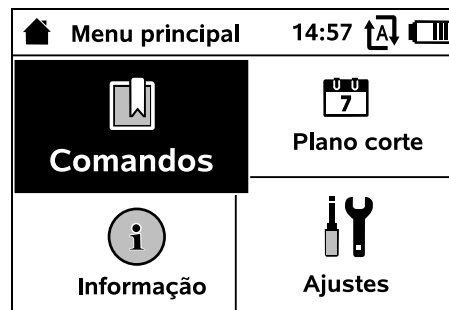 Menu principal 14:57 A
7
Comandos
Plano corte
i
Informação
Ajustes